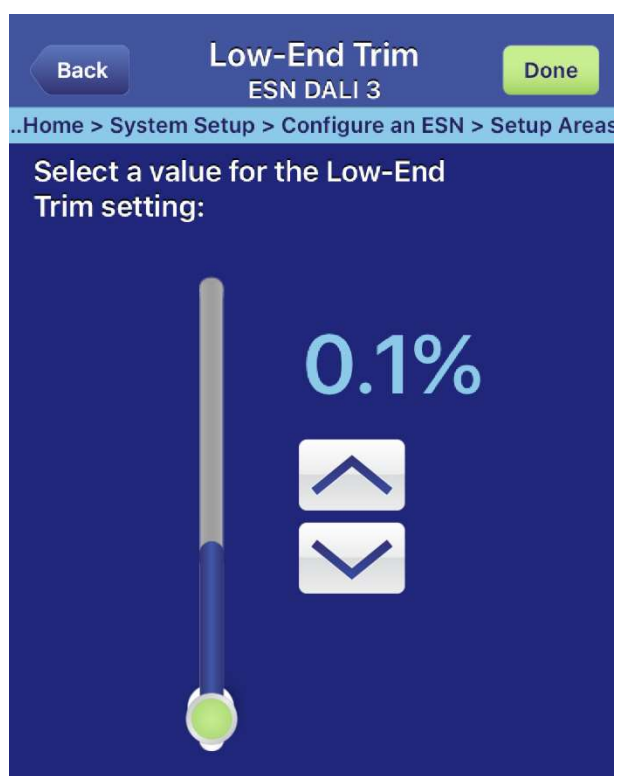 Back
Low-End Trim
ESN DALI 3
Done
..Home > System Setup > Configure an ESN > Setup Areas
Select a value for the Low-End
Trim setting:
0.1%